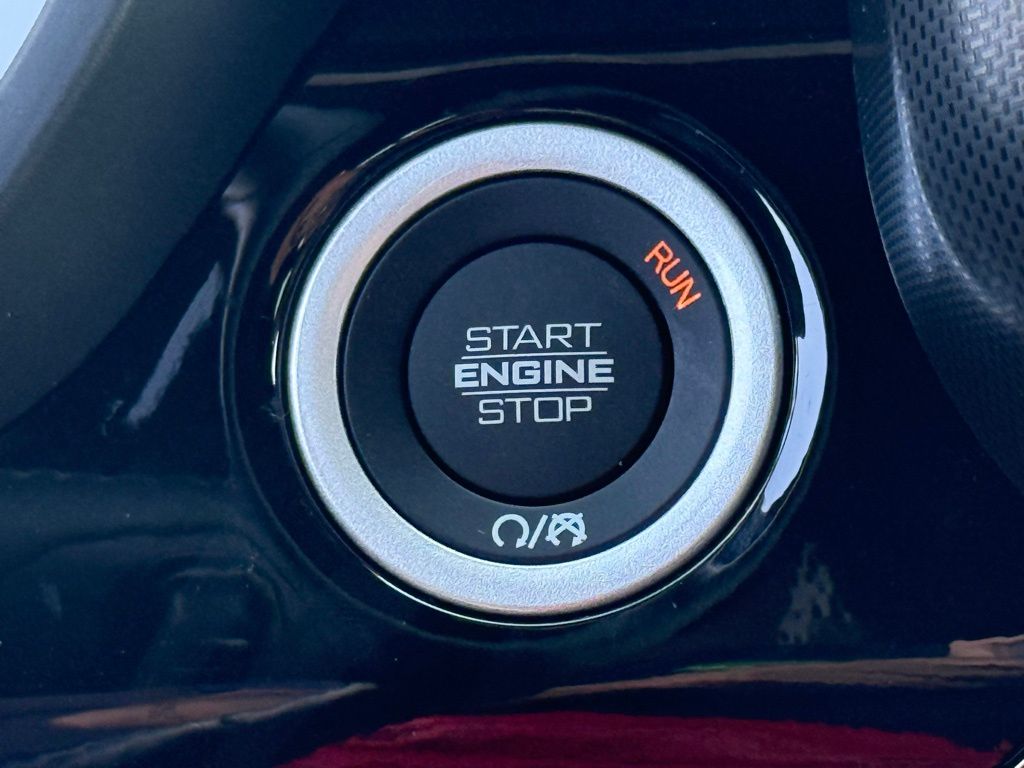 RUN
START
ENGINE
STOP
/